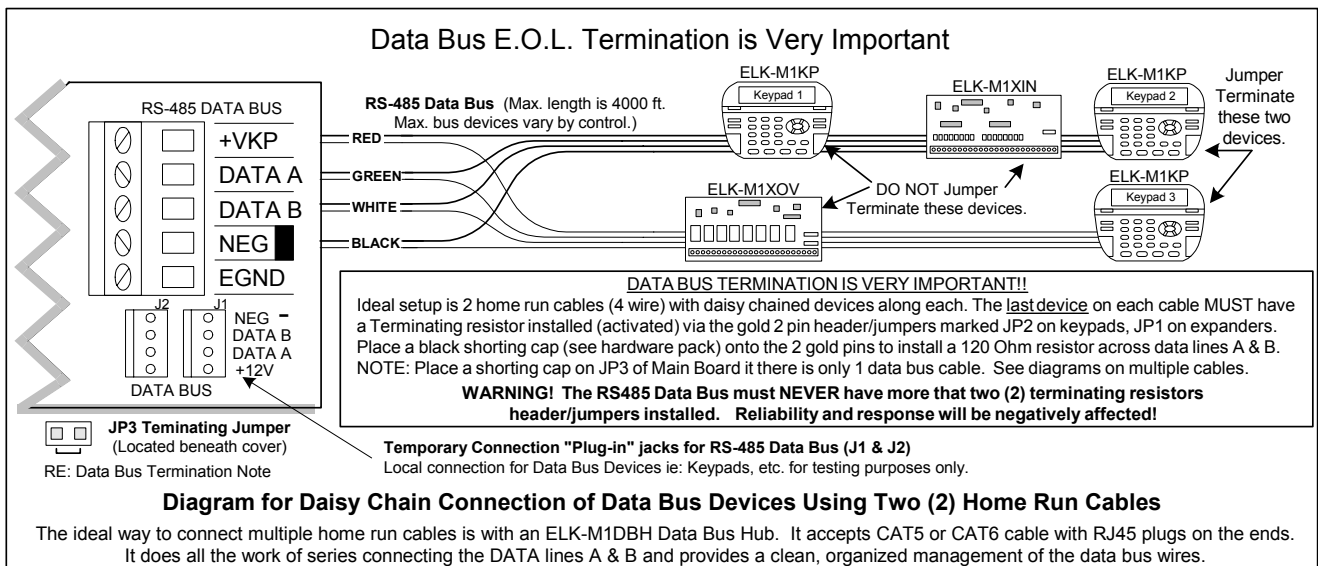 Data Bus E.O.L. Termination is Very Important
RS-485 DATA BUS
+VKP
DATA A
DATA B
NEG
EGND
J2
J1
NEG -
DATA B
DATA A
+12V
DATA BUS
RS-485 Data Bus (Max. length is 4000 ft.
Max. bus devices vary by control.)
RED
GREEN
WHITE
BLACK
ELK-M1KP
Keypad 1
ELK-M1XIN
ELK-M1KP
Keypad 2
Jumper
Terminate
these two
devices.
ELK-M1XOV
DO NOT Jumper
Terminate these devices.
ELK-M1KP
Keypad 3
DATA BUS TERMINATION IS VERY IMPORTANT!!
Ideal setup is 2 home run cables (4 wire) with daisy chained devices along each. The last device on each cable MUST have
a Terminating resistor installed (activated) via the gold 2 pin header/jumpers marked JP2 on keypads, JP1 on expanders.
Place a black shorting cap (see hardware pack) onto the 2 gold pins to install a 120 Ohm resistor across data lines A & B.
NOTE: Place a shorting cap on JP3 of Main Board it there is only 1 data bus cable. See diagrams on multiple cables.
WARNING! The RS485 Data Bus must NEVER have more that two (2) terminating resistors
header/jumpers installed. Reliability and response will be negatively affected!
JP3 Teminating Jumper
(Located beneath cover)
RE: Data Bus Termination Note
Temporary Connection "Plug-in" jacks for RS-485 Data Bus (J1 & J2)
Local connection for Data Bus Devices ie: Keypads, etc. for testing purposes only.
Diagram for Daisy Chain Connection of Data Bus Devices Using Two (2) Home Run Cables
The ideal way to connect multiple home run cables is with an ELK-M1DBH Data Bus Hub. It accepts CAT5 or CAT6 cable with RJ45 plugs on the ends.
It does all the work of series connecting the DATA lines A & B and provides a clean, organized management of the data bus wires.